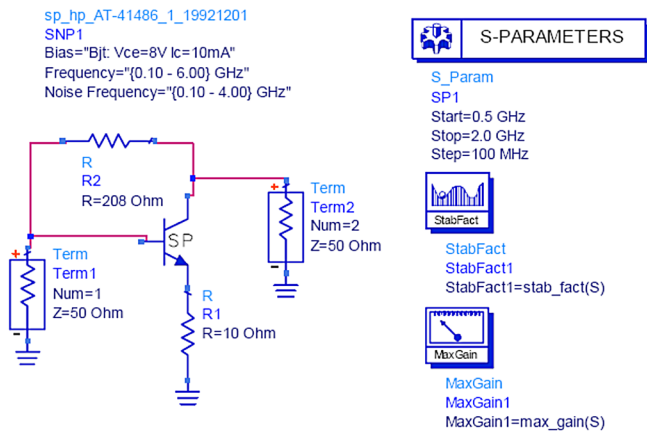 sp_hp_AT-41486_1_19921201
SNP1
Bias="Bjt: Vce=8V Ic=10mA"
Frequency="{0.10 - 6.00} GHz"
Noise Frequency="{0.10 - 4.00} GHz"
R
R2
R=208 Ohm
SP
+
Term
Term1
Num=1
Z=50 Ohm
-
R
R1
R=10 Ohm
+
Term
Term2
Num=2
Z=50 Ohm
-
S-PARAMETERS
S_Param
SP1
Start=0.5 GHz
Stop=2.0 GHz
Step=100 MHz
StabFact
StabFact
StabFact1
StabFact1=stab_fact(S)
MaxGain
MaxGain
MaxGain1
MaxGain1=max_gain(S)